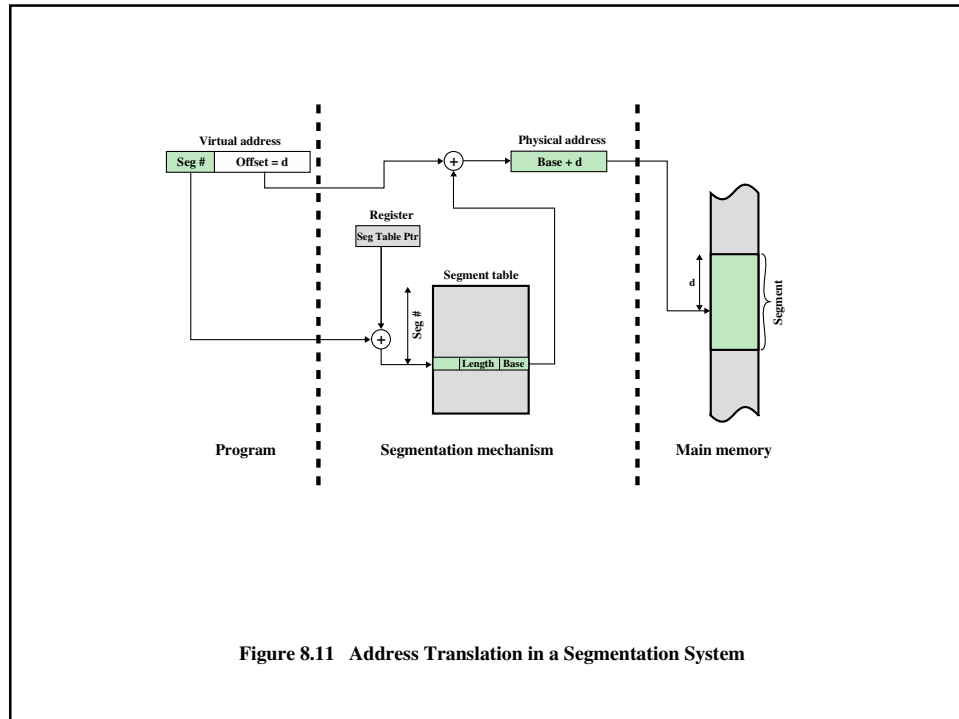 Virtual address
Seg #
Offset = d
+
Physical address
Base + d
Register
Seg Table Ptr
Segment table
Seg #
+
Length
Base
d
Segment
Program
Segmentation mechanism
Main memory
Figure 8.11 Address Translation in a Segmentation System